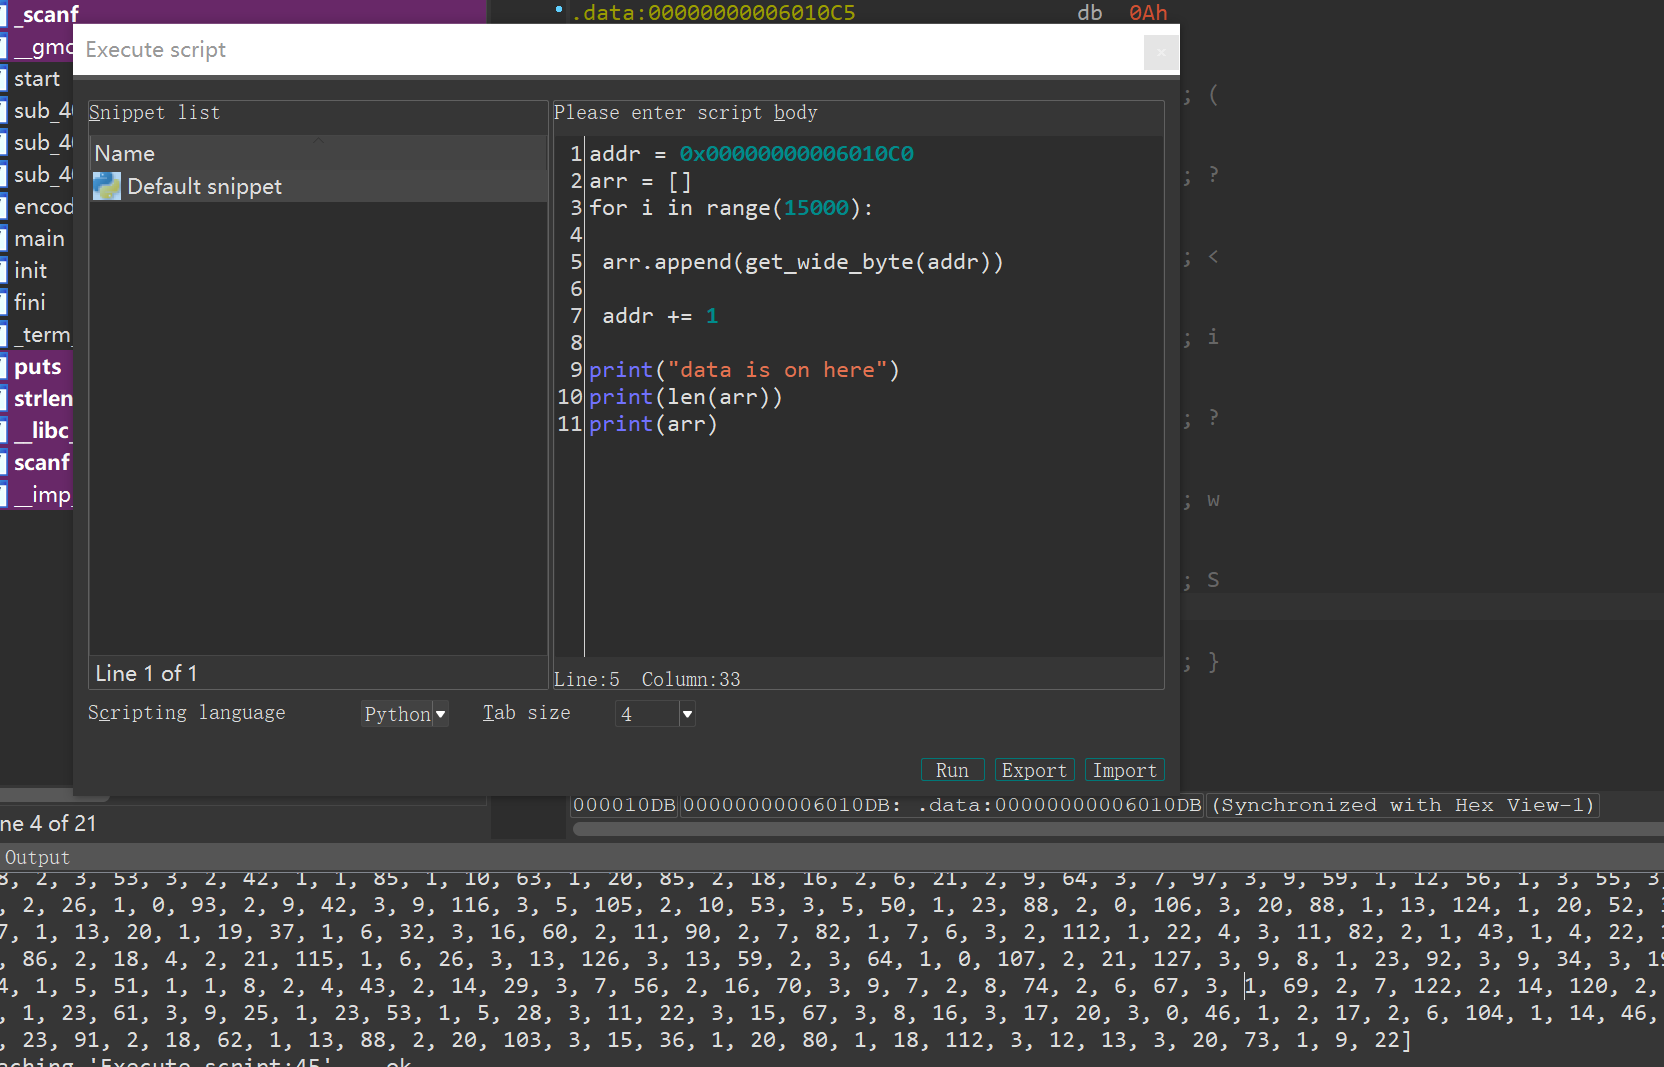 _scanf
.data:00000000006010C5 db 0Ah
__gmo
Execute script
start
sub_40
sub_40
sub_40
encod
main
init
fini
_term_
puts
strlen
__libc_
scanf
__imp_
Snippet list
Name
Default snippet
Line 1 of 1
Please enter script body
1 addr = 0x00000000006010C0
2 arr = []
3 for i in range(15000):
4
5 arr.append(get_wide_byte(addr))
6
7 addr += 1
8
9 print("data is on here")
10 print(len(arr))
11 print(arr)
Line:5 Column:33
; (
; ?
; <
; i
; ?
; w
; S
; }
Scripting language Python Tab size 4
Run Export Import
000010DB 00000000006010DB: .data:00000000006010DB (Synchronized with Hex View-1)
ne 4 of 21
Output
8, 2, 3, 53, 3, 2, 42, 1, 1, 85, 1, 10, 63, 1, 20, 85, 2, 18, 16, 2, 6, 21, 2, 9, 64, 3, 7, 97, 3, 9, 59, 1, 12, 56, 1, 3, 55, 3,
, 2, 26, 1, 0, 93, 2, 9, 42, 3, 9, 116, 3, 5, 105, 2, 10, 53, 3, 5, 50, 1, 23, 88, 2, 0, 106, 3, 20, 88, 1, 13, 124, 1, 20, 52,
7, 1, 13, 20, 1, 19, 37, 1, 6, 32, 3, 16, 60, 2, 11, 90, 2, 7, 82, 1, 7, 6, 3, 2, 112, 1, 22, 4, 3, 11, 82, 2, 1, 43, 1, 4, 22,
, 86, 2, 18, 4, 2, 21, 115, 1, 6, 26, 3, 13, 126, 3, 13, 59, 2, 3, 64, 1, 0, 107, 2, 21, 127, 3, 9, 8, 1, 23, 92, 3, 9, 34, 3, 19
4, 1, 5, 51, 1, 1, 8, 2, 4, 43, 2, 14, 29, 3, 7, 56, 2, 16, 70, 3, 9, 7, 2, 8, 74, 2, 6, 67, 3, 1, 69, 2, 7, 122, 2, 14, 120, 2,
, 1, 23, 61, 3, 9, 25, 1, 23, 53, 1, 5, 28, 3, 11, 22, 3, 15, 67, 3, 8, 16, 3, 17, 20, 3, 0, 46, 1, 2, 17, 2, 6, 104, 1, 14, 46,
, 23, 91, 2, 18, 62, 1, 13, 88, 2, 20, 103, 3, 15, 36, 1, 20, 80, 1, 18, 112, 3, 12, 13, 3, 20, 73, 1, 9, 22]
aching 'Execute script:45' ok